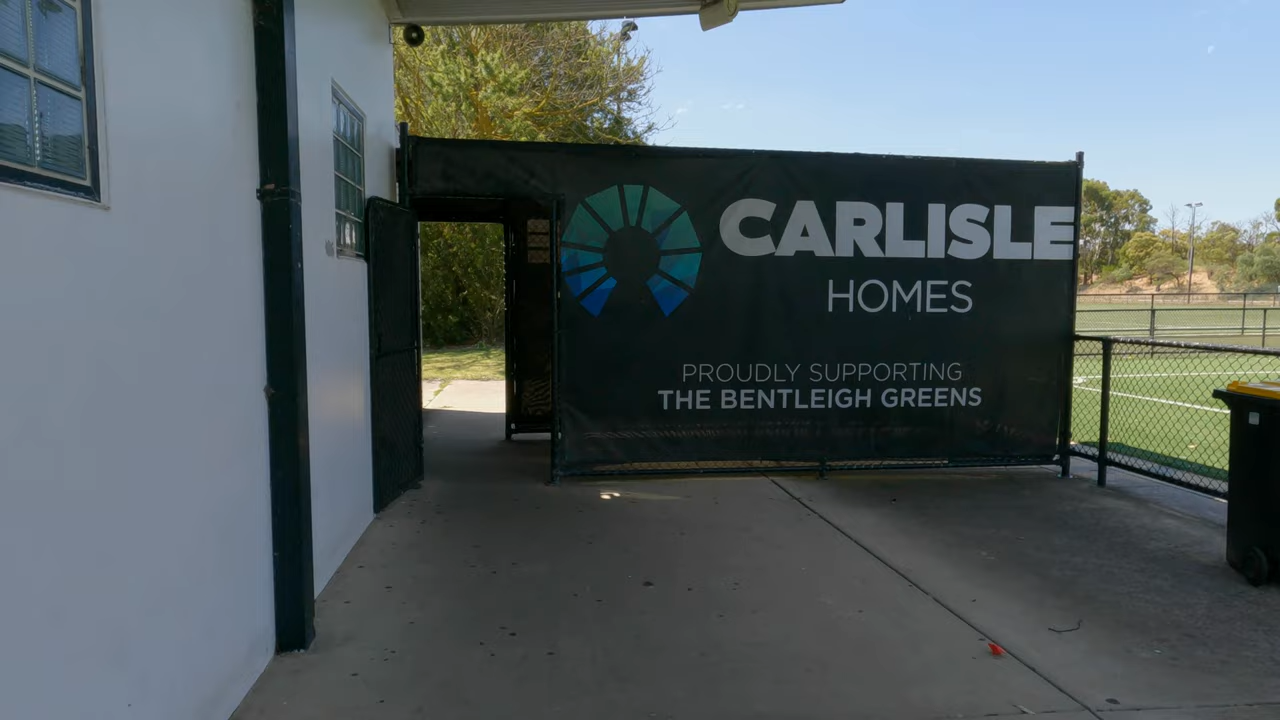 CARLISLE
HOMES
PROUDLY SUPPORTING
THE BENTLEIGH GREENS